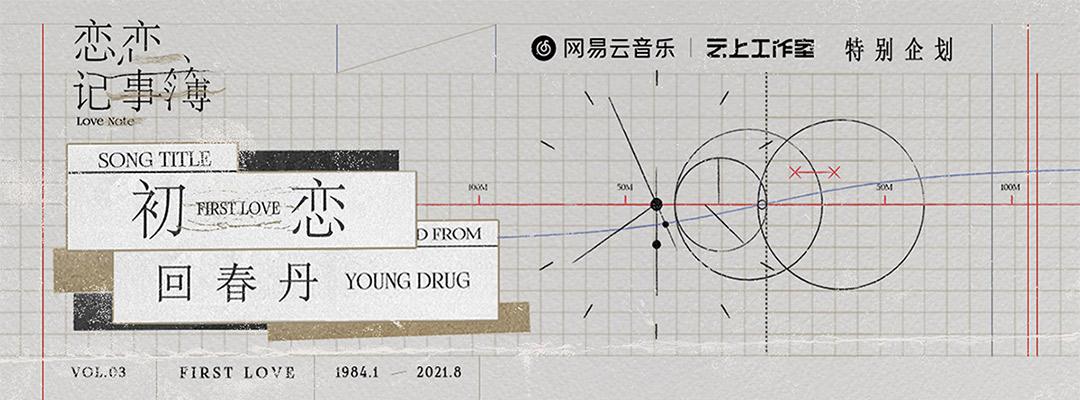 恋恋
记事簿
Love Note
网易云音乐 云上工作室 特别企划
SONG TITLE
初 FIRST LOVE 恋
D FROM
回春丹 YOUNG DRUG
100M 50M 50M 100M
VOL.03 FIRST LOVE 1984.1 — 2021.8